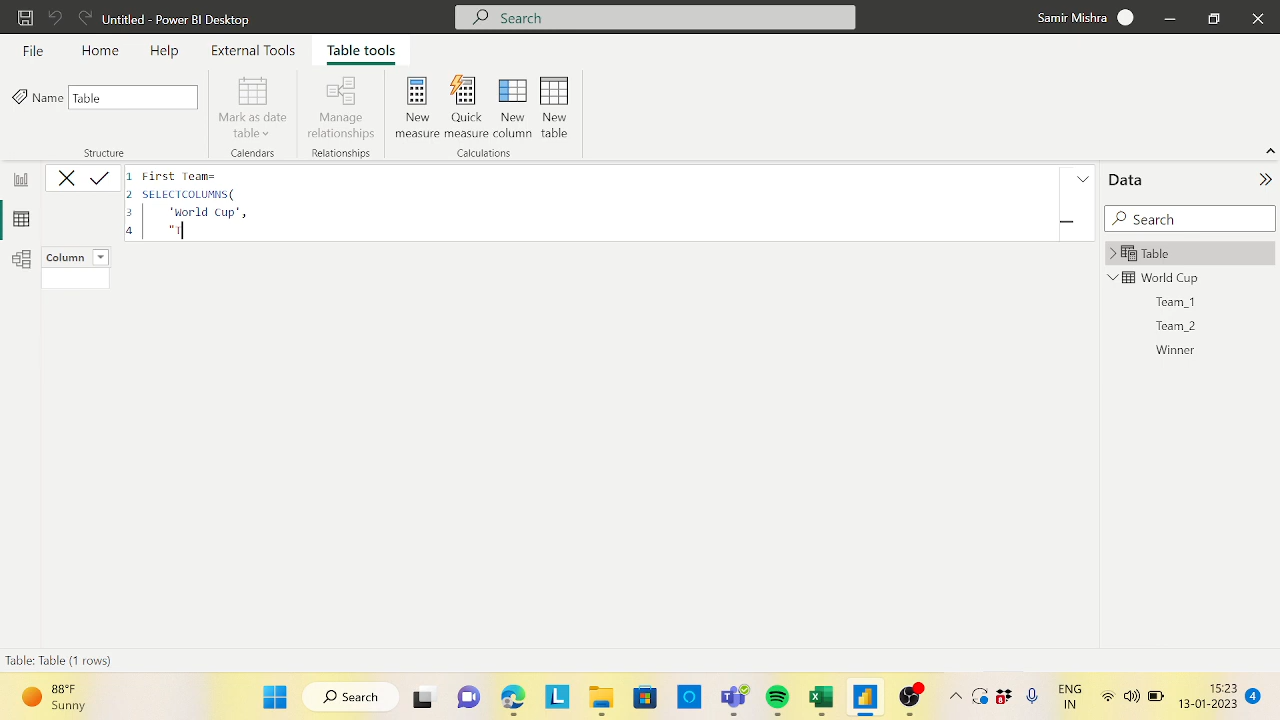 Untitled - Power BI Desktop
Search
Samir Mishra
File
Home
Help
External Tools
Table tools
Name
Table
Mark as date
table
Manage
relationships
New
measure
Quick
measure
New
column
New
table
Structure
Calendars
Relationships
Calculations
1 First Team=
2 SELECTCOLUMNS(
3 'World Cup',
4 "T
Column
Data
Search
Table
World Cup
Team_1
Team_2
Winner
Table: Table (1 rows)
88°F
Sunny
Search
ENG
IN
15:23
13-01-2023
4